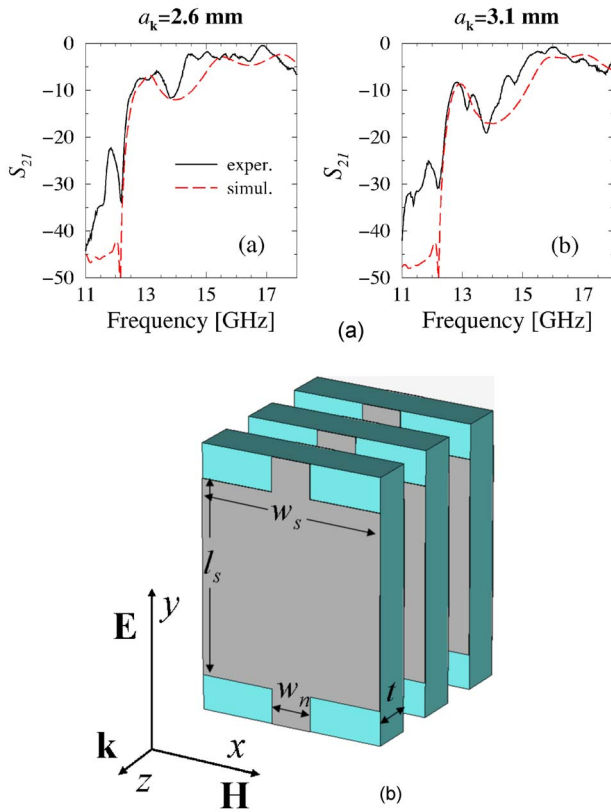 a_k=2.6 mm
a_k=3.1 mm
0
−10
−20
−30
−40
−50
S_21
exper.
simul.
(a)
11 13 15 17
Frequency [GHz]
0
−10
−20
−30
−40
−50
S_21
(b)
11 13 15 17
Frequency [GHz]
(a)
w_s
l_s
w_n
t
E
y
k
z
x
H
(b)